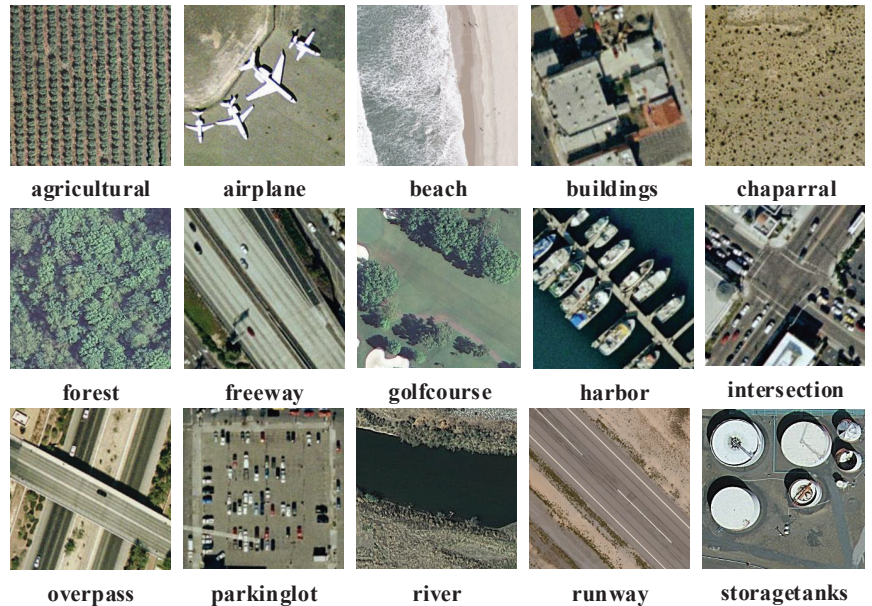 agricultural airplane beach buildings chaparral
forest freeway golfcourse harbor intersection
overpass parkinglot river runway storagetanks